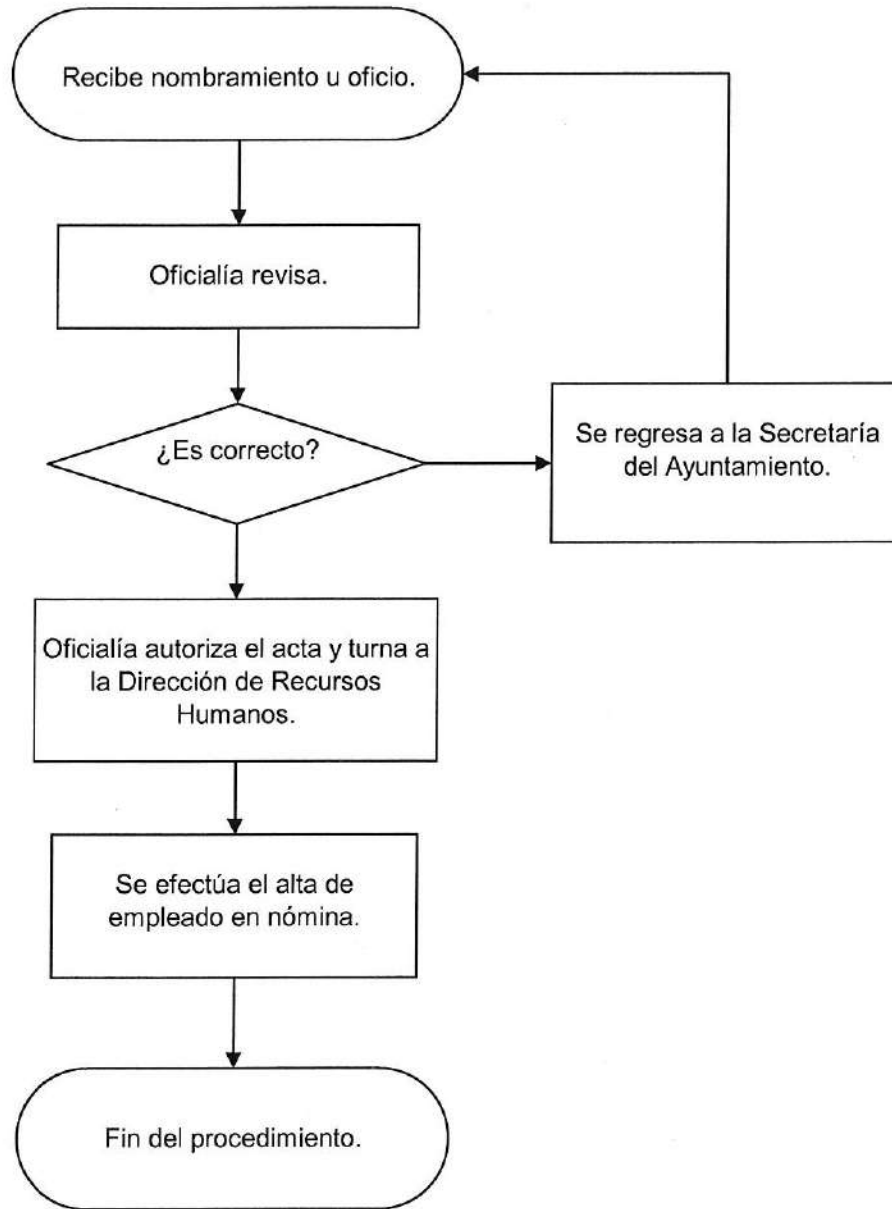 Recibe nombramiento u oficio.
Oficialía revisa.
¿Es correcto?
Se regresa a la Secretaría
del Ayuntamiento.
Oficialía autoriza el acta y turna a
la Dirección de Recursos
Humanos.
Se efectúa el alta de
empleado en nómina.
Fin del procedimiento.